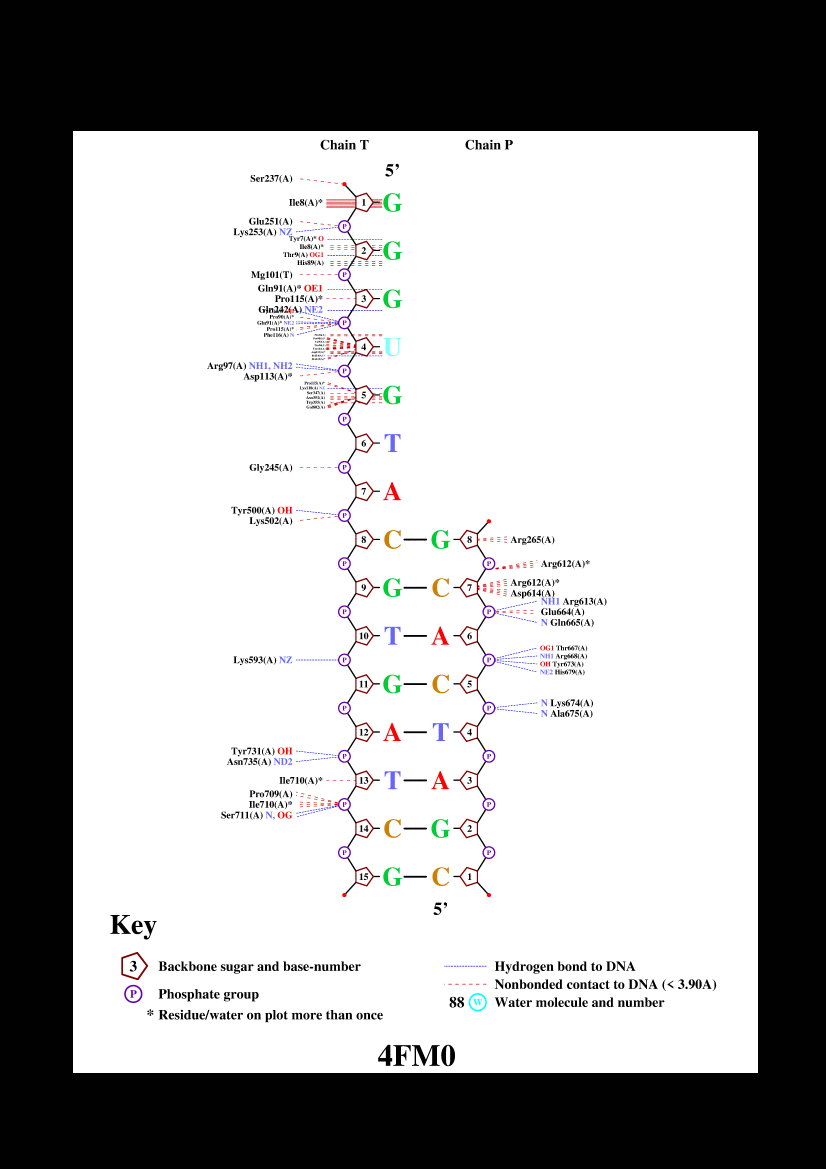 Chain T Chain P
5’
Ser237(A)
Ile8(A)* 1 G
Glu251(A)
P
Lys253(A) NZ
Tyr7(A)* O
Ile8(A)* 2 G
Thr9(A) OG1
His89(A)
Mg101(T) P
Gln91(A)* OE1
Pro115(A)* 3 G
Gln242(A) NE2
Pro90(A)*
Gln91(A)* NE2 P
Pro115(A)*
Phe116(A) N
4 U
Arg97(A) NH1, NH2 P
Asp113(A)*
5 G
P
6 T
Gly245(A) P
7 A
Tyr500(A) OH P
Lys502(A)
8 C G 8 Arg265(A)
P P Arg612(A)*
9 G C 7 Arg612(A)*
Asp614(A)
NH1 Arg613(A)
P P Glu664(A)
N Gln665(A)
10 T A 6
OG1 Thr667(A)
NH1 Arg668(A)
Lys593(A) NZ P P OH Tyr673(A)
NE2 His679(A)
11 G C 5
P P N Lys674(A)
N Ala675(A)
12 A T 4
Tyr731(A) OH P P
Asn735(A) ND2
Ile710(A)* 13 T A 3
Pro709(A)
Ile710(A)* P P
Ser711(A) N, OG
14 C G 2
P P
15 G C 1
5’
Key
3 Backbone sugar and base-number
P Phosphate group
* Residue/water on plot more than once
Hydrogen bond to DNA
Nonbonded contact to DNA (< 3.90A)
88 W Water molecule and number
4FM0